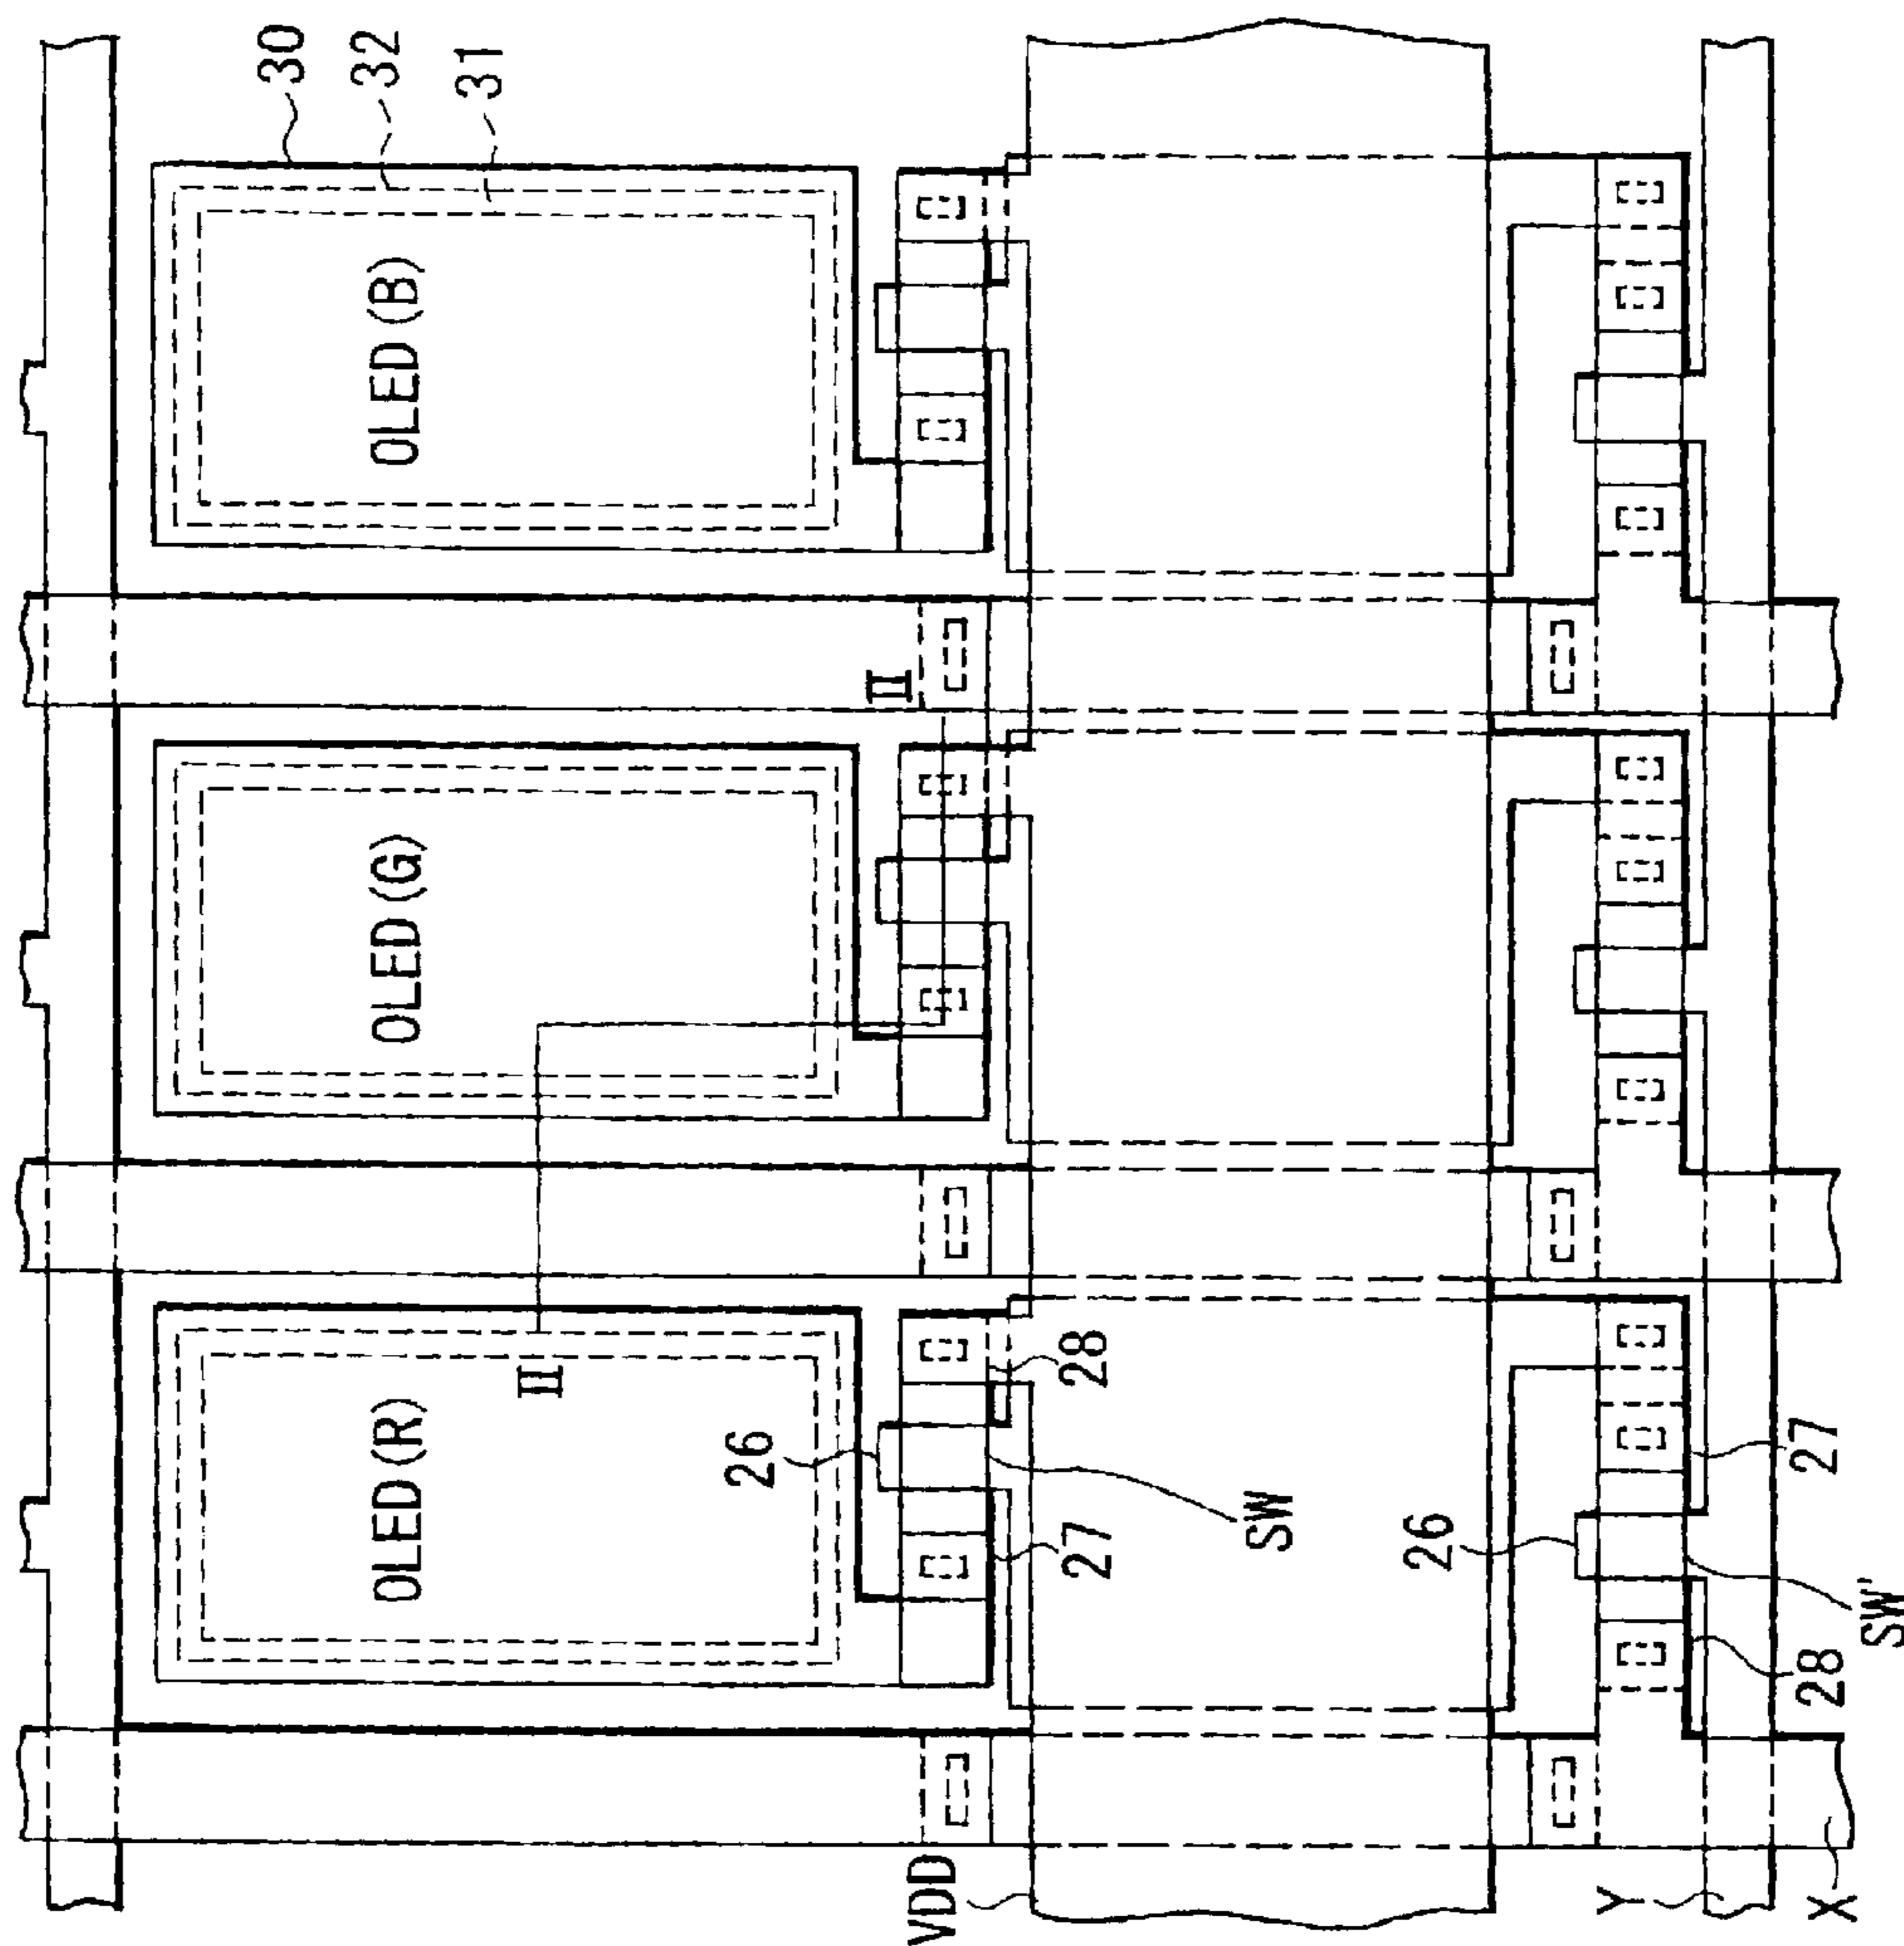 30
32
31
OLED (R)
OLED (G)
OLED (B)
II
26
II
VDD
27
28
SW
26
Y
28
27
X
SW'